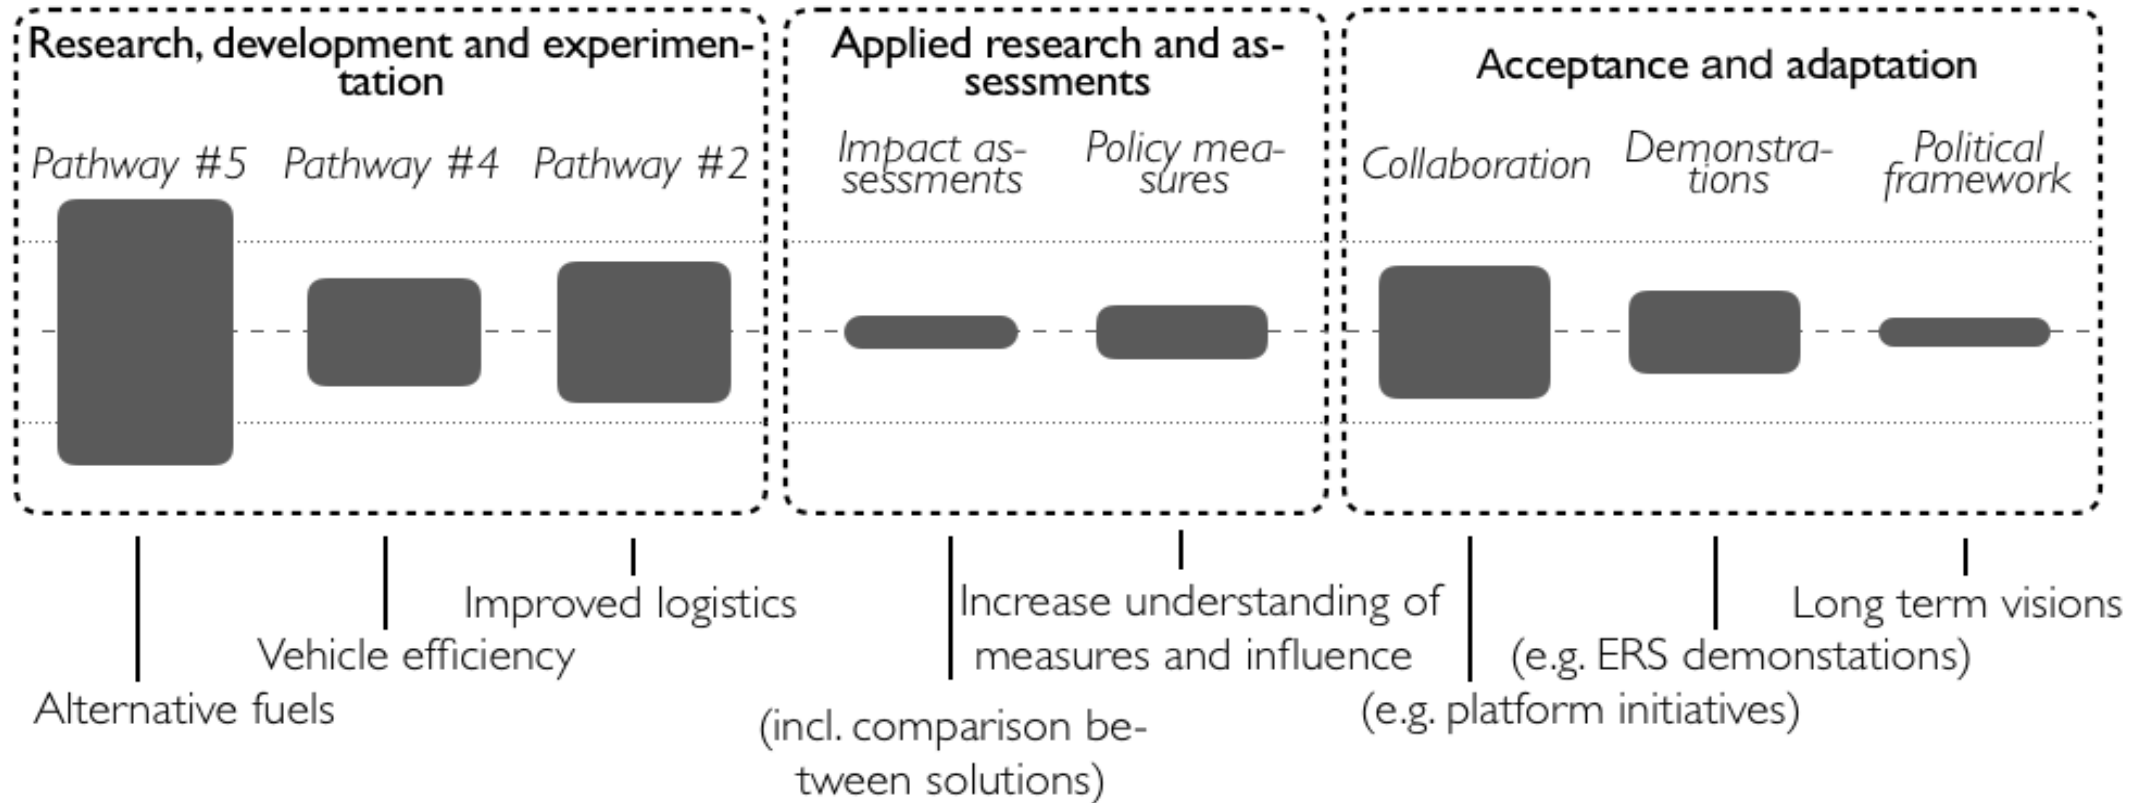 Research, development and experimen-
tation
Pathway #5
Pathway #4
Pathway #2
Applied research and as-
sessments
Impact as-
sessments
Policy mea-
sures
Acceptance and adaptation
Collaboration
Demonstra-
tions
Political
framework
Alternative fuels
Vehicle efficiency
Improved logistics
(incl. comparison be-
tween solutions)
Increase understanding of
measures and influence
(e.g. platform initiatives)
(e.g. ERS demonstations)
Long term visions